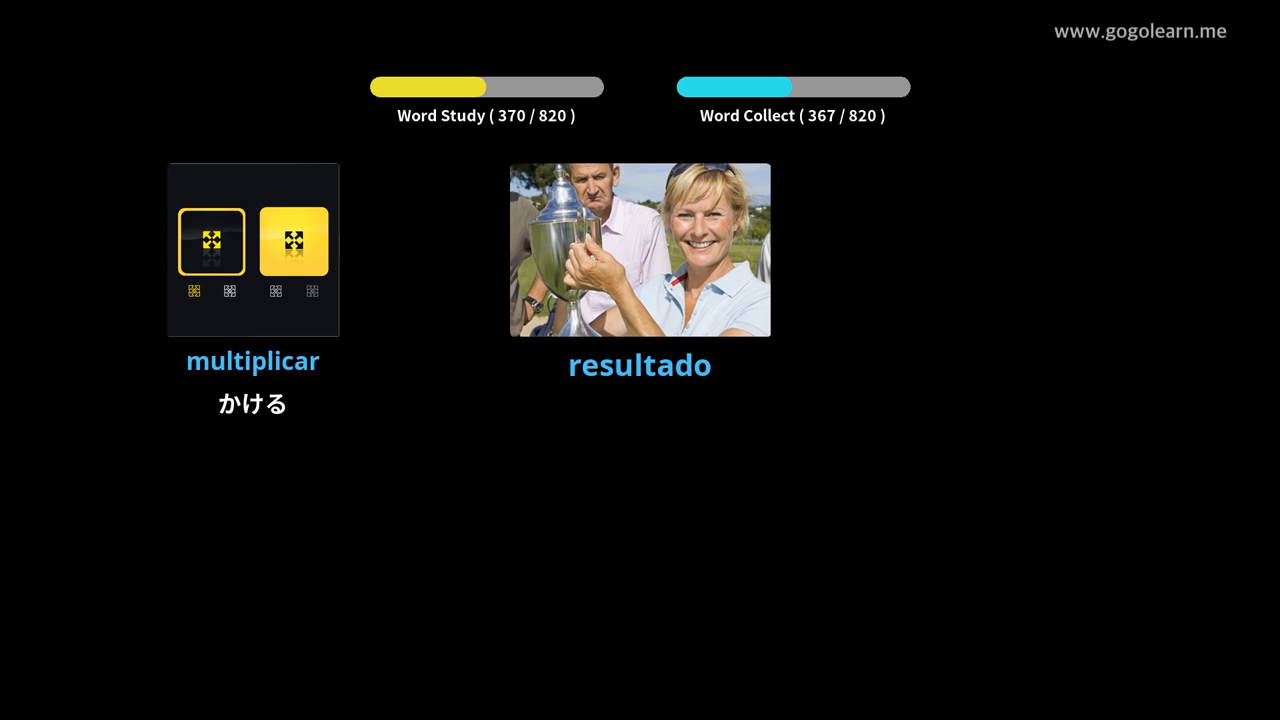 www.gogolearn.me
Word Study ( 370 / 820 )
Word Collect ( 367 / 820 )
multiplicar
かける
resultado